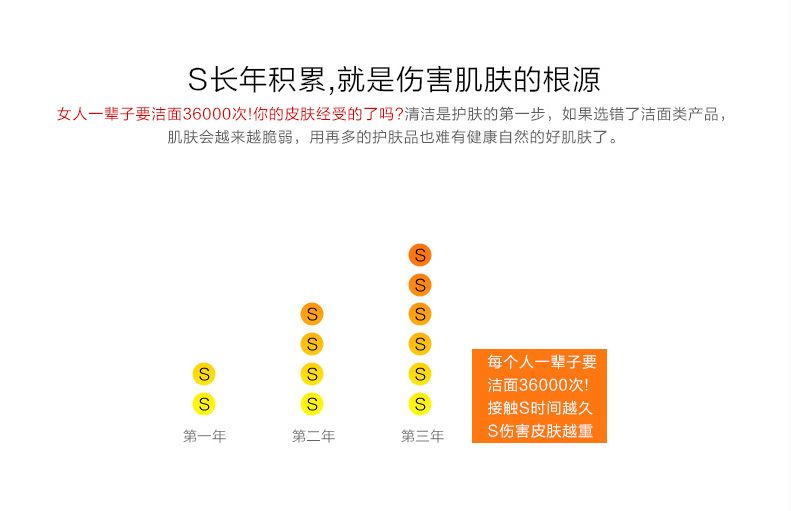 S长年积累,就是伤害肌肤的根源
女人一辈子要洁面36000次!你的皮肤经受的了吗?清洁是护肤的第一步，如果选错了洁面类产品，
肌肤会越来越脆弱，用再多的护肤品也难有健康自然的好肌肤了。
S
S
S
S
S
S
S
S
S
S
S
S
第一年
第二年
第三年
每个人一辈子要
洁面36000次!
接触S时间越久
S伤害皮肤越重